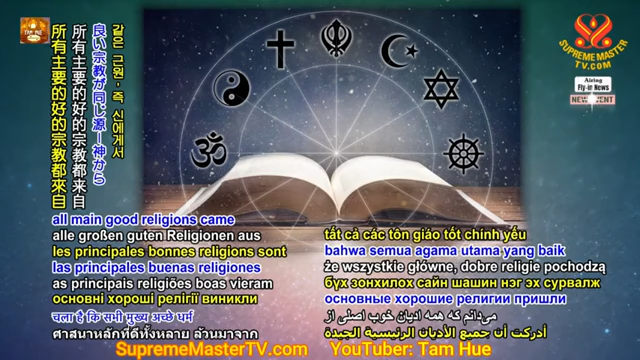 SUPREME MASTER
TV.COM
Airing
Fly-in News
NEW EVENT
같은 근원, 즉 신에게서
良い宗教が同じ源ー神から
所有主要的好的宗教都来自
所有主要的好的宗教都來自
all main good religions came
alle großen guten Religionen aus
les principales bonnes religions sont
las principales buenas religiones
as principais religiões boas vieram
основні хороші релігії виникли
चला है कि सभी मुख्य अच्छे धर्म
ศาสนาหลักที่ดีทั้งหลาย ล้วนมาจาก
tất cả các tôn giáo tốt chính yếu
bahwa semua agama utama yang baik
że wszystkie główne, dobre religie pochodzą
бүх зонхилох сайн шашин нэг эх сурвалж
основные хорошие религии пришли
می‌دانم که همه ادیان خوب اصلی از
أدركت أن جميع الأديان الرئيسية الجيدة
SupremeMasterTV.com YouTuber: Tam Hue